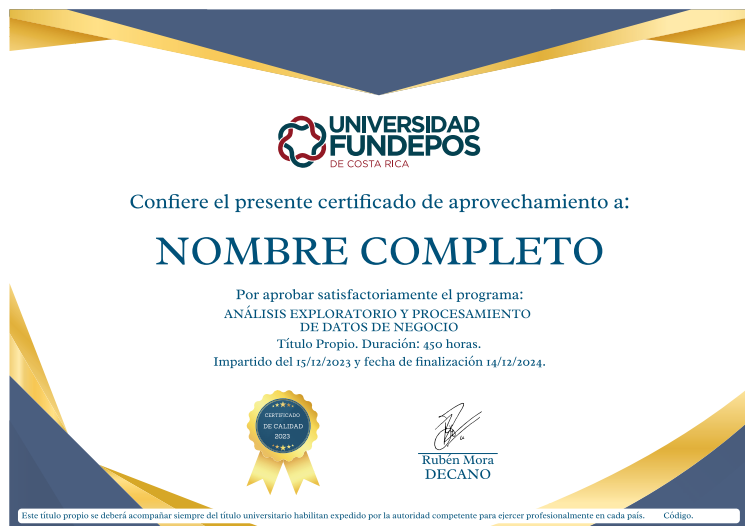 UNIVERSIDAD
FUNDEPOS
DE COSTA RICA
Confiere el presente certificado de aprovechamiento a:
NOMBRE COMPLETO
Por aprobar satisfactoriamente el programa:
ANÁLISIS EXPLORATORIO Y PROCESAMIENTO
DE DATOS DE NEGOCIO
Título Propio. Duración: 450 horas.
Impartido del 15/12/2023 y fecha de finalización 14/12/2024.
CERTIFICADO
DE CALIDAD
2023
Rubén Mora
DECANO
Este título propio se deberá acompañar siempre del título universitario habilitan expedido por la autoridad competente para ejercer profesionalmente en cada país. Código.